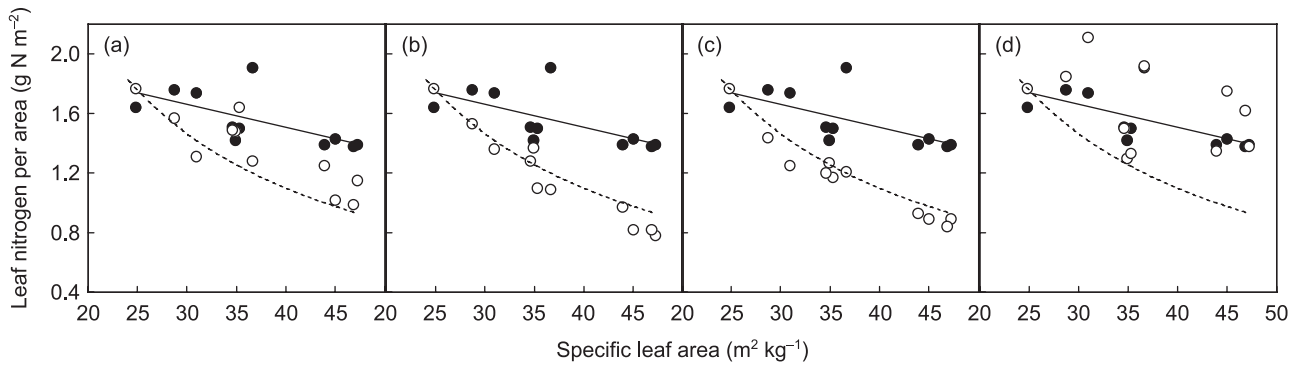 Leaf nitrogen per area (g N m–2)
2.0
1.6
1.2
0.8
0.4
(a)
(b)
(c)
(d)
20 25 30 35 40 45 20 25 30 35 40 45 20 25 30 35 40 45 20 25 30 35 40 45 50
Specific leaf area (m2 kg–1)